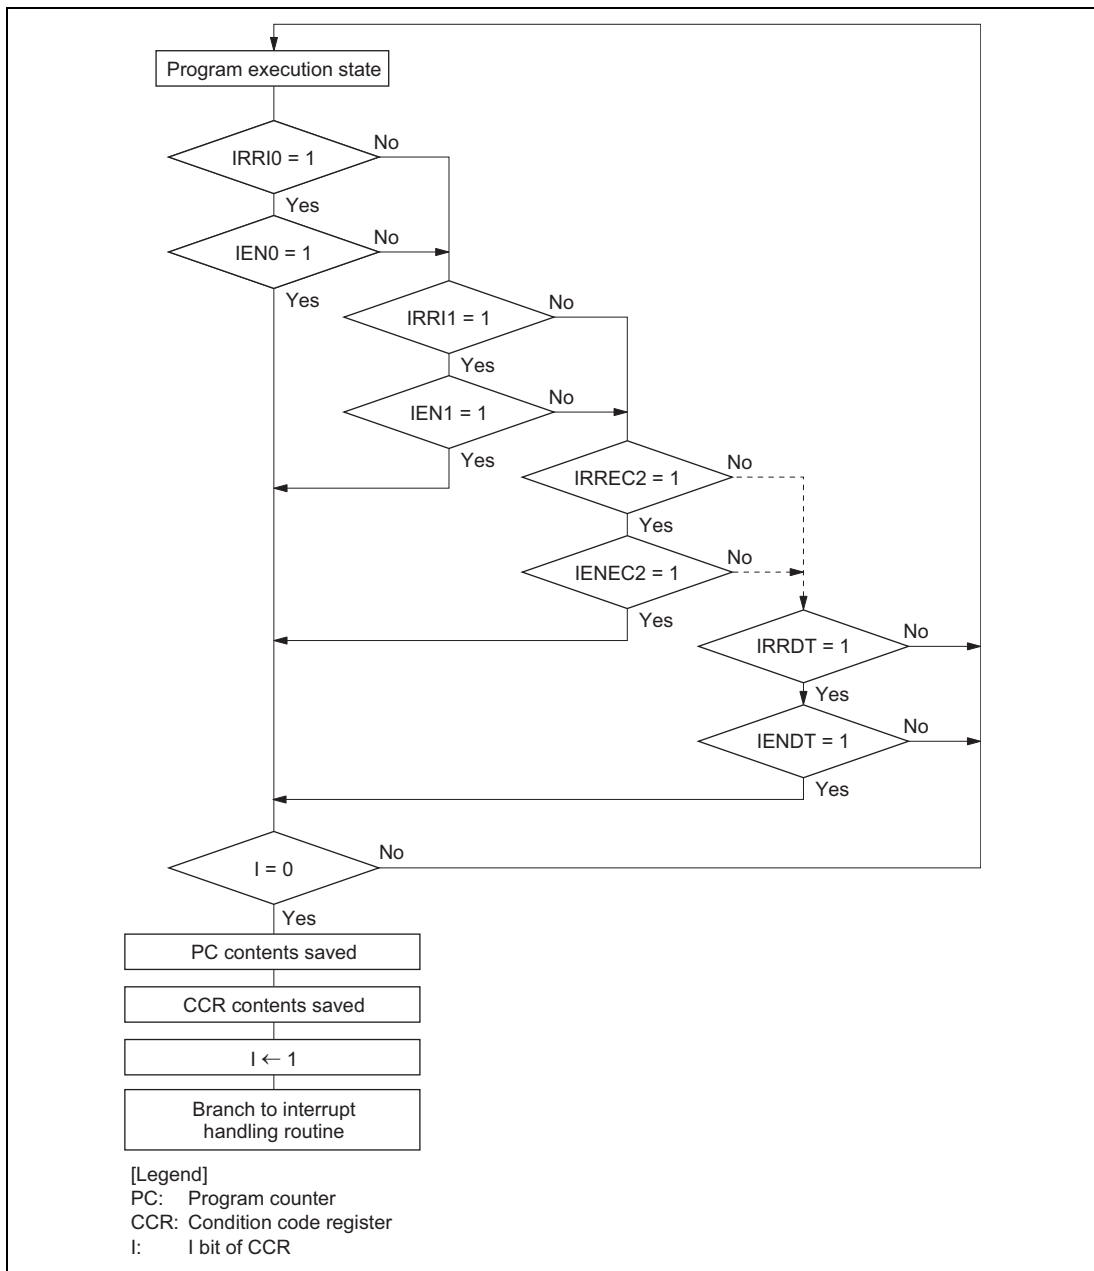 Program execution state
IRRI0 = 1
No
Yes
IEN0 = 1
No
Yes
IRRI1 = 1
No
Yes
IEN1 = 1
No
Yes
IRREC2 = 1
No
Yes
IENEC2 = 1
No
Yes
IRRDT = 1
No
Yes
IENDT = 1
No
Yes
I = 0
No
Yes
PC contents saved
CCR contents saved
I ← 1
Branch to interrupt
handling routine
[Legend]
PC: Program counter
CCR: Condition code register
I: I bit of CCR